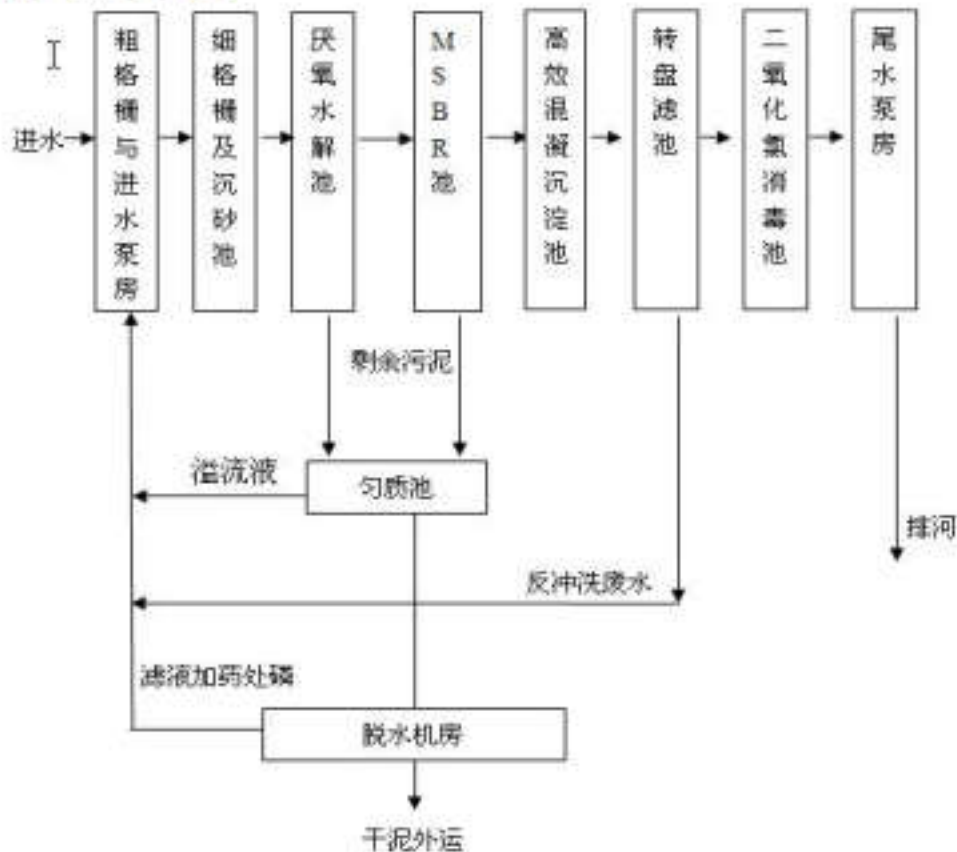 进水
粗格栅与进水泵房
细格栅及沉砂池
厌氧水解池
MSBR池
高效混凝沉淀池
转盘滤池
二氧化氯消毒池
尾水泵房
剩余污泥
溢流液
匀质池
排河
反冲洗废水
滤液加药处磷
脱水机房
干泥外运